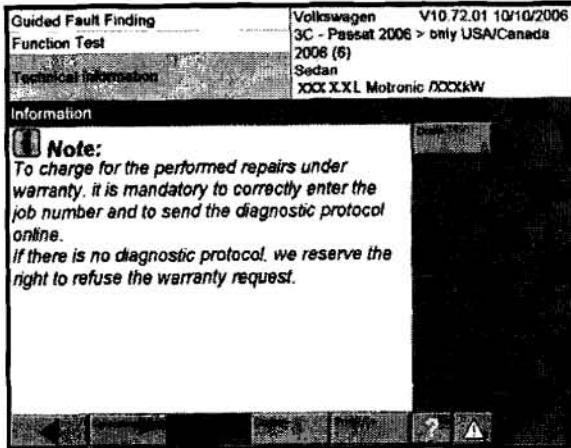 Guided Fault Finding
Function Test
Technical Information
Volkswagen V10.72.01 10/10/2006
3C - Passat 2006 > only USA/Canada
2006 (6)
Sedan
XXX X.XL Motronic /XXXkW
Information
Note:
To charge for the performed repairs under
warranty, it is mandatory to correctly enter the
job number and to send the diagnostic protocol
online.
If there is no diagnostic protocol, we reserve the
right to refuse the warranty request.
?